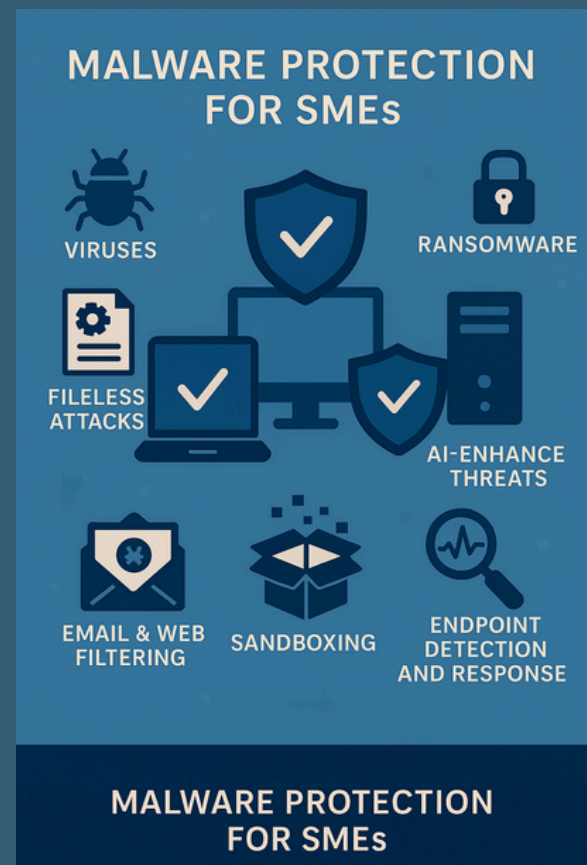 MALWARE PROTECTION
FOR SMEs
VIRUSES
RANSOMWARE
FILELESS
ATTACKS
AI-ENHANCE
THREATS
EMAIL & WEB
FILTERING
SANDBOXING
ENDPOINT
DETECTION
AND RESPONSE
MALWARE PROTECTION
FOR SMEs